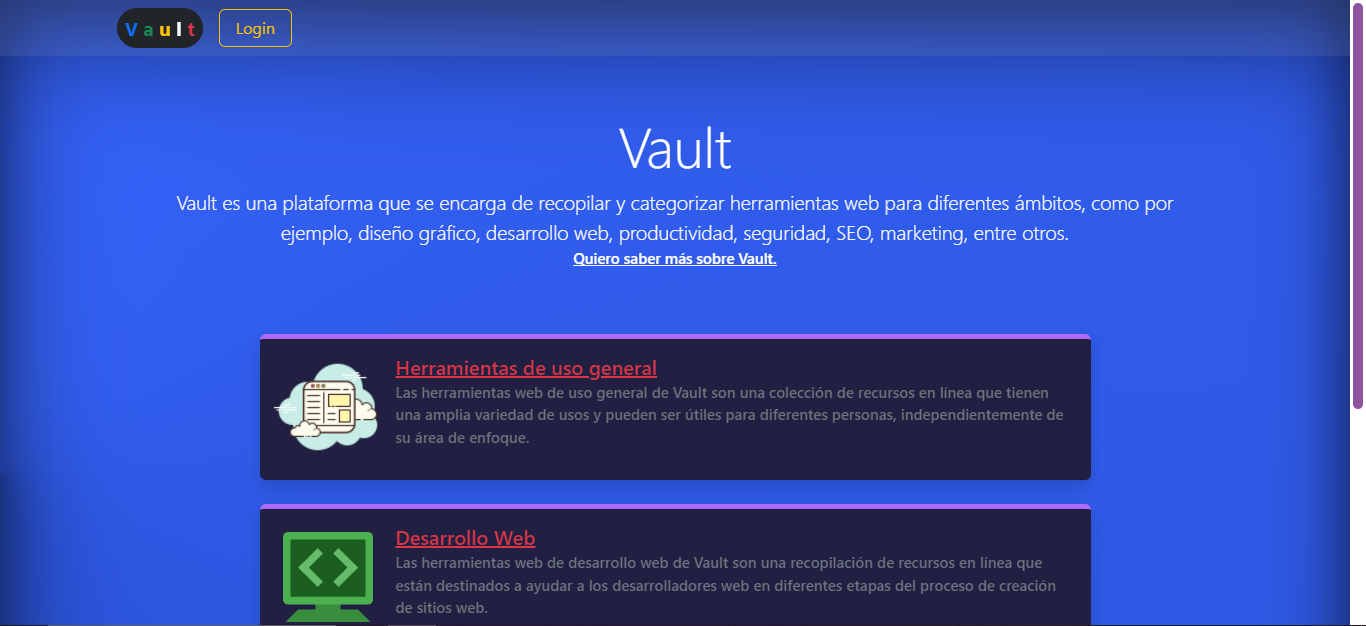 Vault Login
Vault
Vault es una plataforma que se encarga de recopilar y categorizar herramientas web para diferentes ámbitos, como por
ejemplo, diseño gráfico, desarrollo web, productividad, seguridad, SEO, marketing, entre otros.
Quiero saber más sobre Vault.
Herramientas de uso general
Las herramientas web de uso general de Vault son una colección de recursos en línea que tienen
una amplia variedad de usos y pueden ser útiles para diferentes personas, independientemente de
su área de enfoque.
Desarrollo Web
Las herramientas web de desarrollo web de Vault son una recopilación de recursos en línea que
están destinados a ayudar a los desarrolladores web en diferentes etapas del proceso de creación
de sitios web.